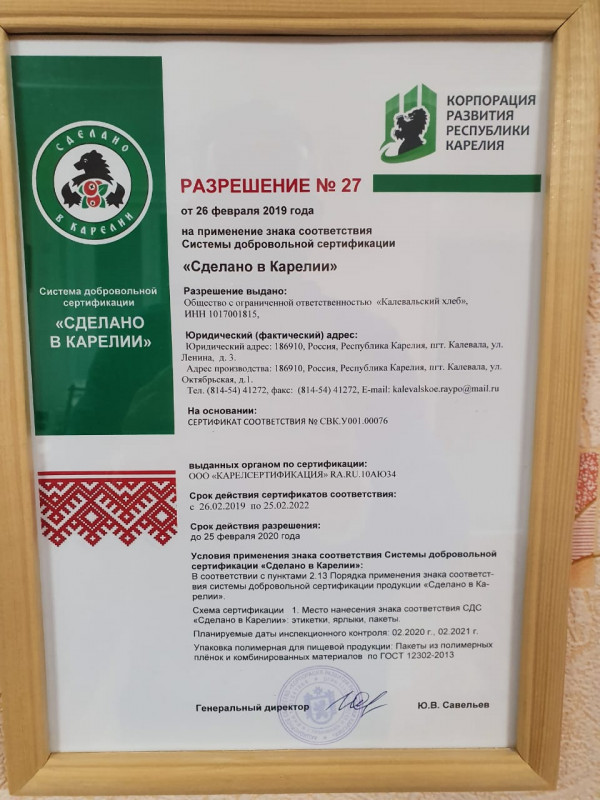 СДЕЛАНО
В КАРЕЛИИ
Система добровольной
сертификации
«СДЕЛАНО
В КАРЕЛИИ»
КОРПОРАЦИЯ
РАЗВИТИЯ
РЕСПУБЛИКИ
КАРЕЛИЯ
РАЗРЕШЕНИЕ № 27
от 26 февраля 2019 года
на применение знака соответствия
Системы добровольной сертификации
«Сделано в Карелии»
Разрешение выдано:
Общество с ограниченной ответственностью «Калевальский хлеб»,
ИНН 1017001815,
Юридический (фактический) адрес:
Юридический адрес: 186910, Россия, Республика Карелия, пгт. Калевала, ул.
Ленина, д. 3.
Адрес производства: 186910, Россия, Республика Карелия, пгт. Калевала, ул.
Октябрьская, д.1.
Тел. (814-54) 41272, факс: (814-54) 41272, E-mail: kalevalskoe.raypo@mail.ru
На основании:
СЕРТИФИКАТ СООТВЕТСТВИЯ № СВК.У001.00076
выданных органом по сертификации:
ООО «КАРЕЛСЕРТИФИКАЦИЯ» RA.RU.10АЮ34
Срок действия сертификатов соответствия:
с 26.02.2019 по 25.02.2022
Срок действия разрешения:
до 25 февраля 2020 года
Условия применения знака соответствия Системы добровольной
сертификации «Сделано в Карелии»:
В соответствии с пунктами 2.13 Порядка применения знака соответст-
вия системы добровольной сертификации продукции «Сделано в Ка-
релии».
Схема сертификации 1. Место нанесения знака соответствия СДС
«Сделано в Карелии»: этикетки, ярлыки, пакеты.
Планируемые даты инспекционного контроля: 02.2020 г., 02.2021 г.
Упаковка полимерная для пищевой продукции: Пакеты из полимерных
плёнок и комбинированных материалов по ГОСТ 12302-2013
Генеральный директор
Ю.В. Савельев